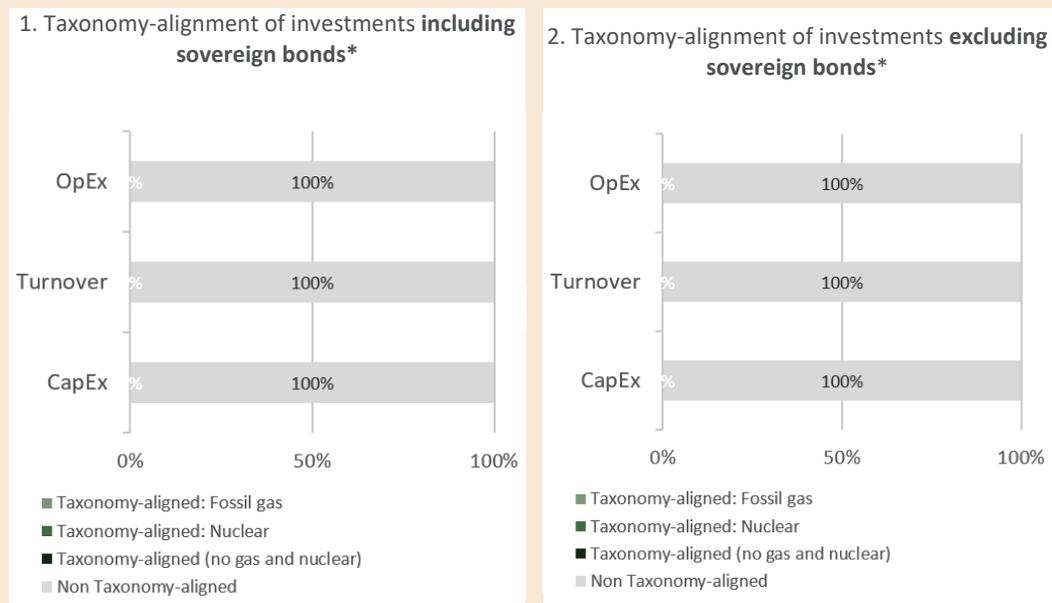 1. Taxonomy-alignment of investments including
sovereign bonds*
OpEx
%
100%
Turnover
%
100%
CapEx
%
100%
0%
50%
100%
Taxonomy-aligned: Fossil gas
Taxonomy-aligned: Nuclear
Taxonomy-aligned (no gas and nuclear)
Non Taxonomy-aligned
2. Taxonomy-alignment of investments excluding
sovereign bonds*
OpEx
%
100%
Turnover
%
100%
CapEx
%
100%
0%
50%
100%
Taxonomy-aligned: Fossil gas
Taxonomy-aligned: Nuclear
Taxonomy-aligned (no gas and nuclear)
Non Taxonomy-aligned